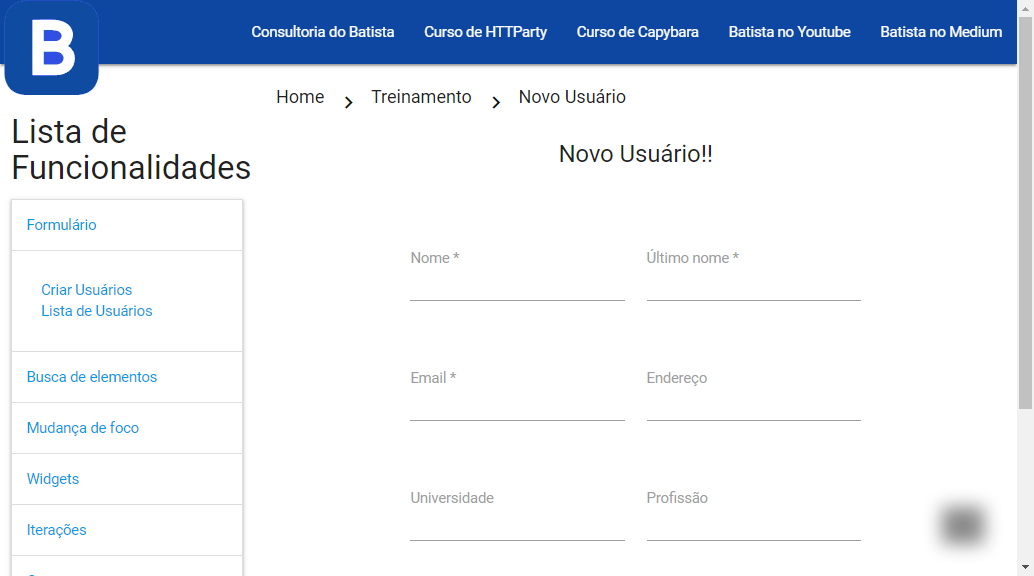 B
Consultoria do Batista
Curso de HTTParty
Curso de Capybara
Batista no Youtube
Batista no Medium
Home
Treinamento
Novo Usuário
Lista de
Funcionalidades
Formulário
Criar Usuários
Lista de Usuários
Busca de elementos
Mudança de foco
Widgets
Iterações
Novo Usuário!!
Nome *
Último nome *
Email *
Endereço
Universidade
Profissão